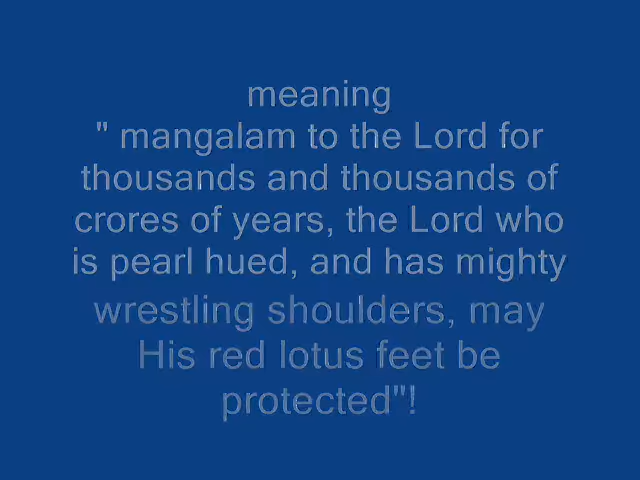 meaning
" mangalam to the Lord for
thousands and thousands of
crores of years, the Lord who
is pearl hued, and has mighty
wrestling shoulders, may
His red lotus feet be
protected"!